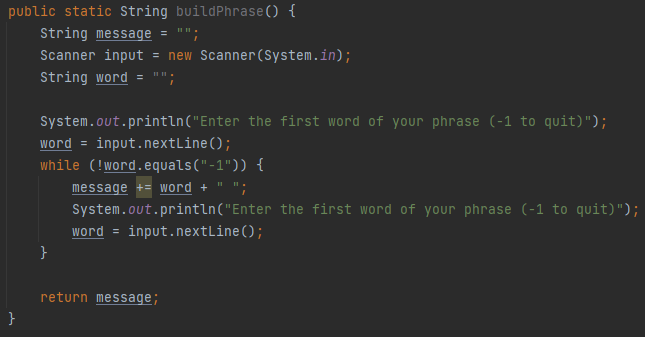 public static String buildPhrase() {
    String message = "";
    Scanner input = new Scanner(System.in);
    String word = "";

    System.out.println("Enter the first word of your phrase (-1 to quit)");
    word = input.nextLine();
    while (!word.equals("-1")) {
        message += word + " ";
        System.out.println("Enter the first word of your phrase (-1 to quit)");
        word = input.nextLine();
    }

    return message;
}